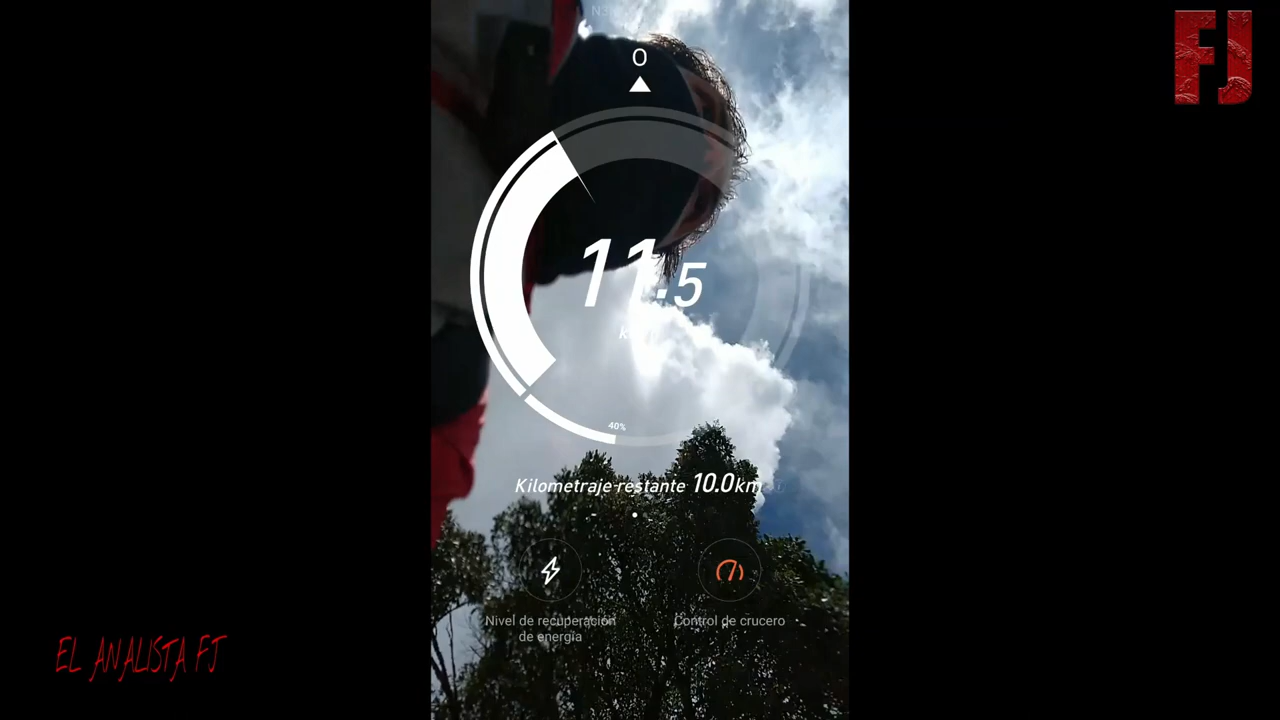 FJ
O
11.5
40%
Kilometraje restante 10.0km
Nivel de recuperación
de energía
Control de crucero
EL ANALISTA FJ